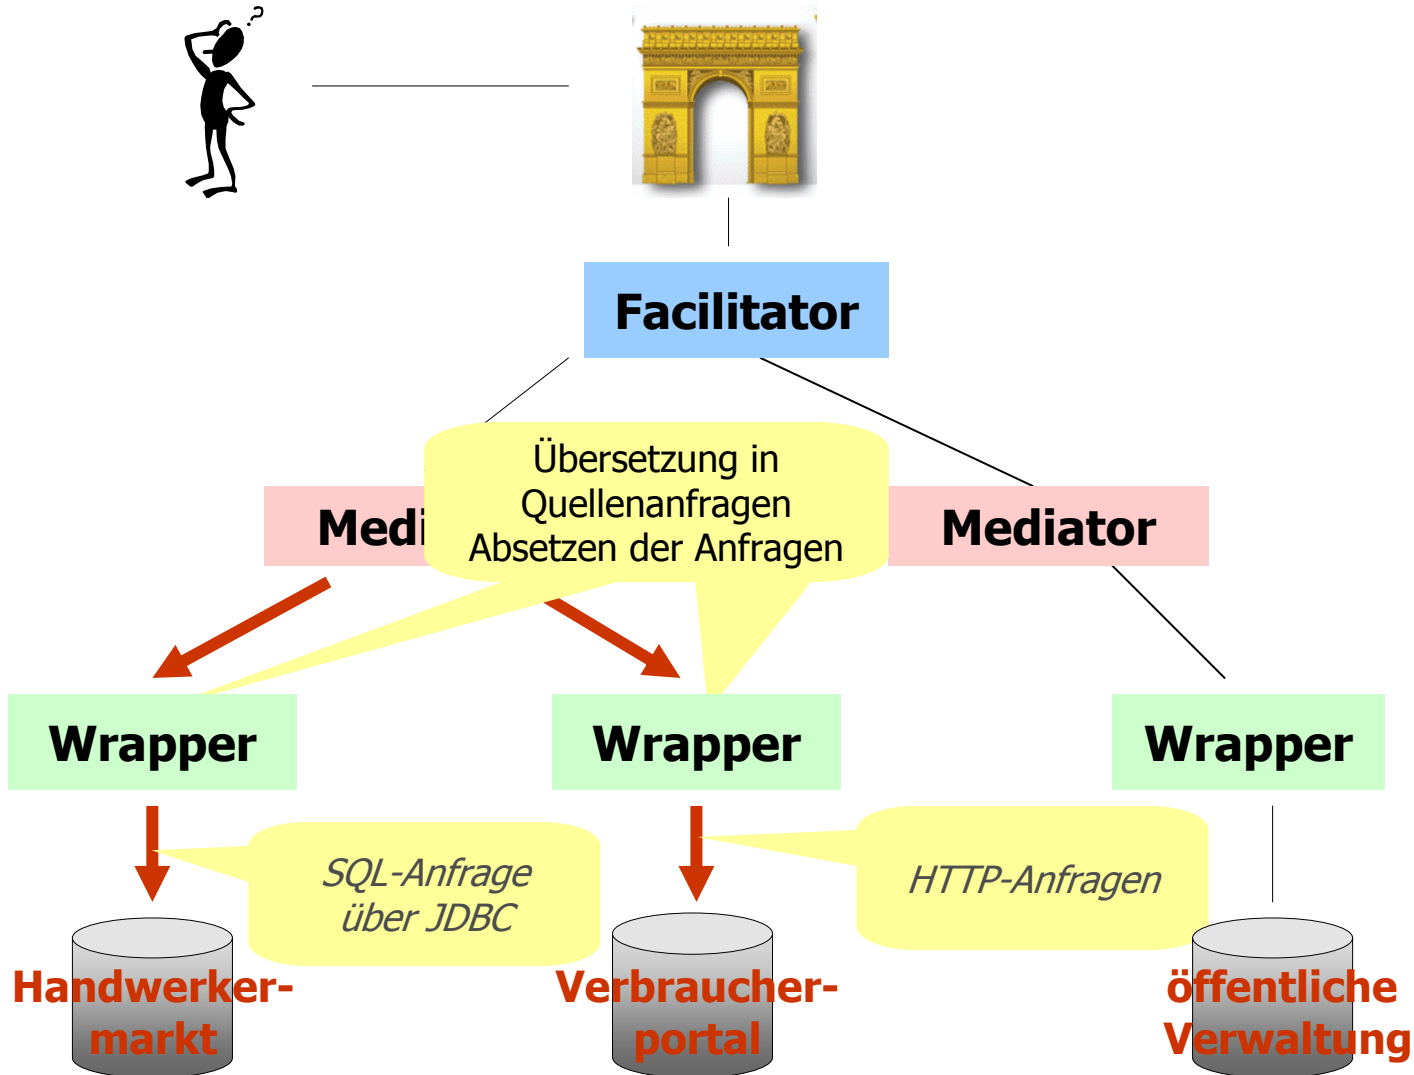 ?
Facilitator
Übersetzung in
Quellenanfragen
Absetzen der Anfragen
Medi
Mediator
Wrapper
Wrapper
Wrapper
SQL-Anfrage
über JDBC
HTTP-Anfragen
Handwerker-
markt
Verbraucher-
portal
öffentliche
Verwaltung